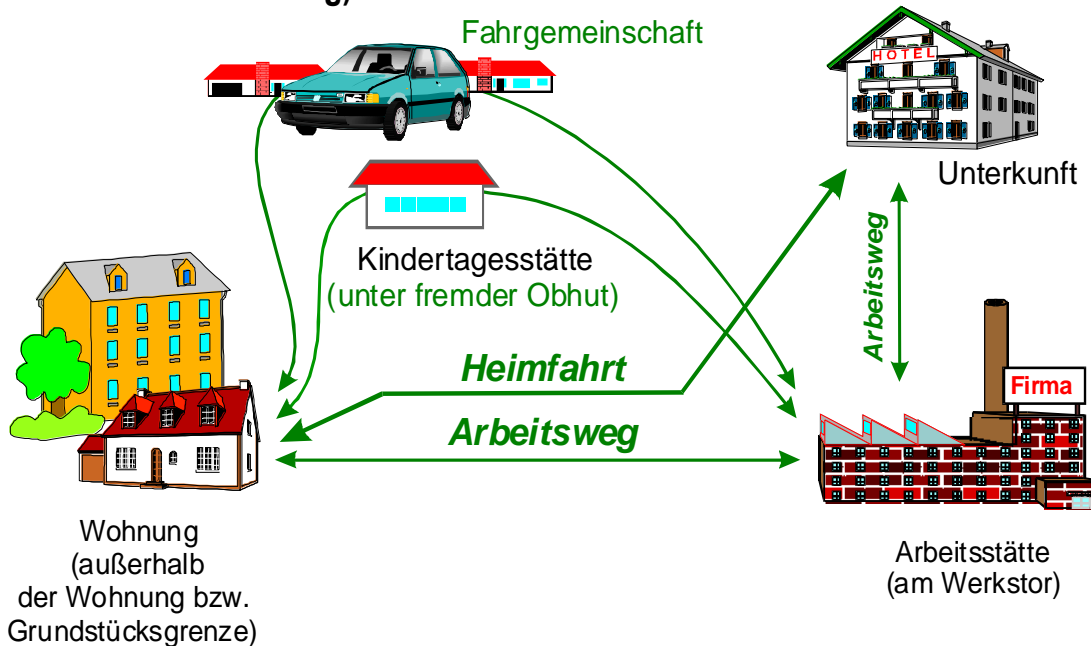 g)
Fahrgemeinschaft
HOTEL
Unterkunft
Kindertagesstätte
(unter fremder Obhut)
Arbeitsweg
Heimfahrt
Firma
Arbeitsweg
Wohnung
(außerhalb
der Wohnung bzw.
Grundstücksgrenze)
Arbeitsstätte
(am Werkstor)